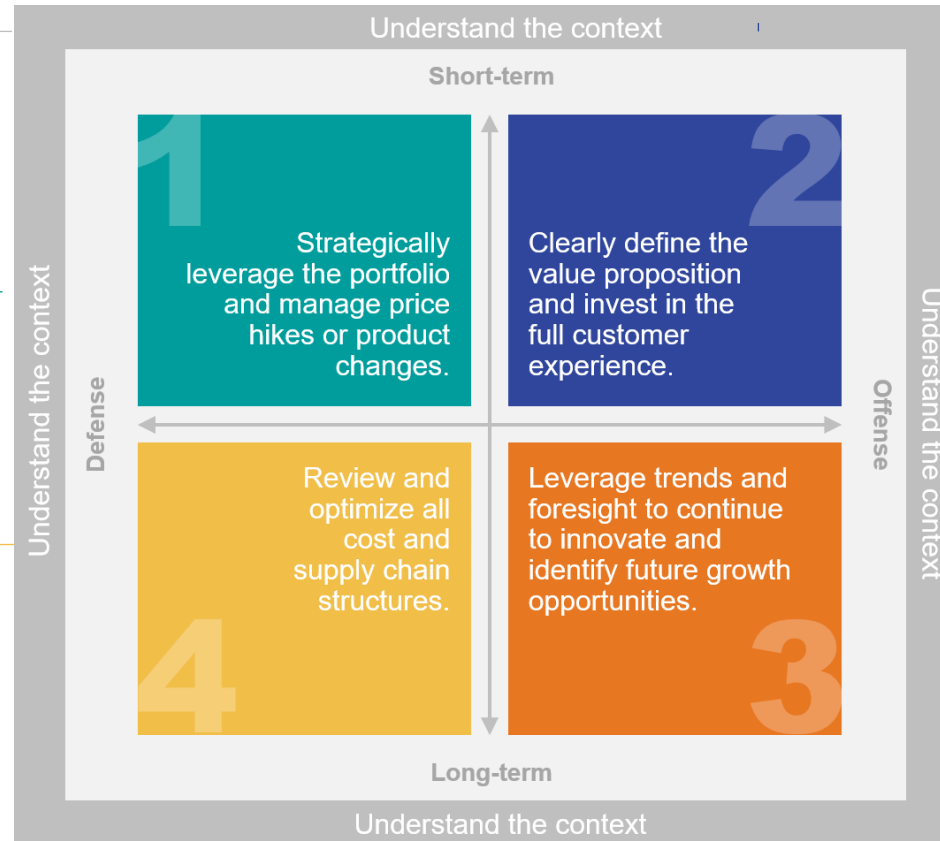 Understand the context
Short-term
1
Strategically
leverage the portfolio
and manage price
hikes or product
changes.
2
Clearly define the
value proposition
and invest in the
full customer
experience.
Understand the context
Defense
Offense
Understand the context
Review and
optimize all
cost and
supply chain
structures.
4
Leverage trends and
foresight to continue
to innovate and
identify future growth
opportunities.
3
Long-term
Understand the context